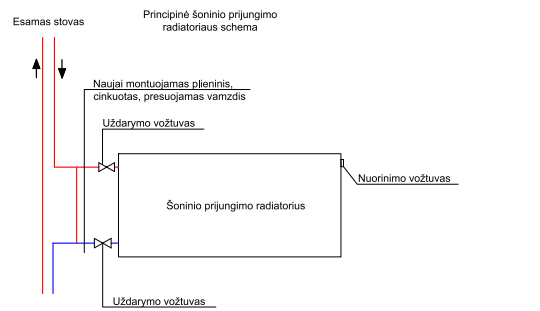 Principinė šoninio prijungimo
radiatoriaus schema
Esamas stovas
Naujai montuojamas plieninis,
cinkuotas, presuojamas vamzdis
Uždarymo vožtuvas
Nuorinimo vožtuvas
Šoninio prijungimo radiatorius
Uždarymo vožtuvas